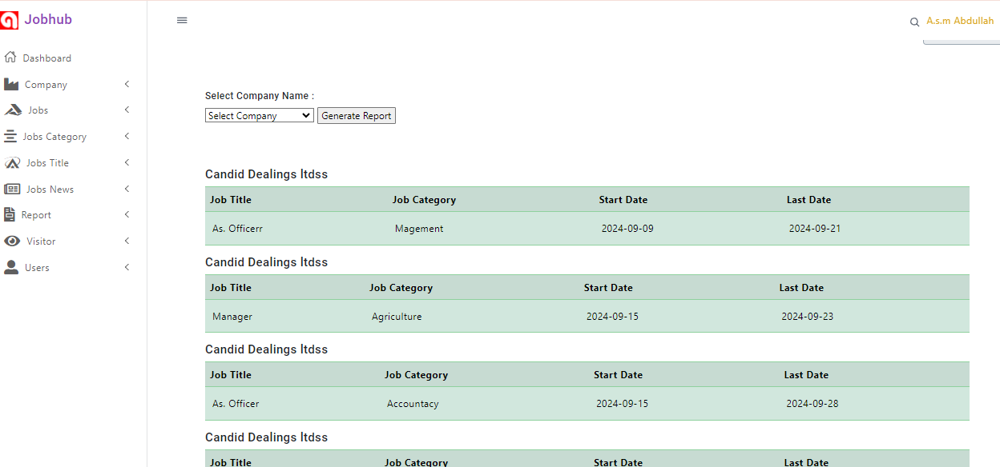 Jobhub
A.s.m Abdullah
Dashboard
Company
Jobs
Jobs Category
Jobs Title
Jobs News
Report
Visitor
Users
Select Company Name :
Select Company Generate Report
Candid Dealings ltdss
Job Title Job Category Start Date Last Date
As. Officerr Magement 2024-09-09 2024-09-21
Candid Dealings ltdss
Job Title Job Category Start Date Last Date
Manager Agriculture 2024-09-15 2024-09-23
Candid Dealings ltdss
Job Title Job Category Start Date Last Date
As. Officer Accountacy 2024-09-15 2024-09-28
Candid Dealings ltdss
Job Title Job Category Start Date Last Date